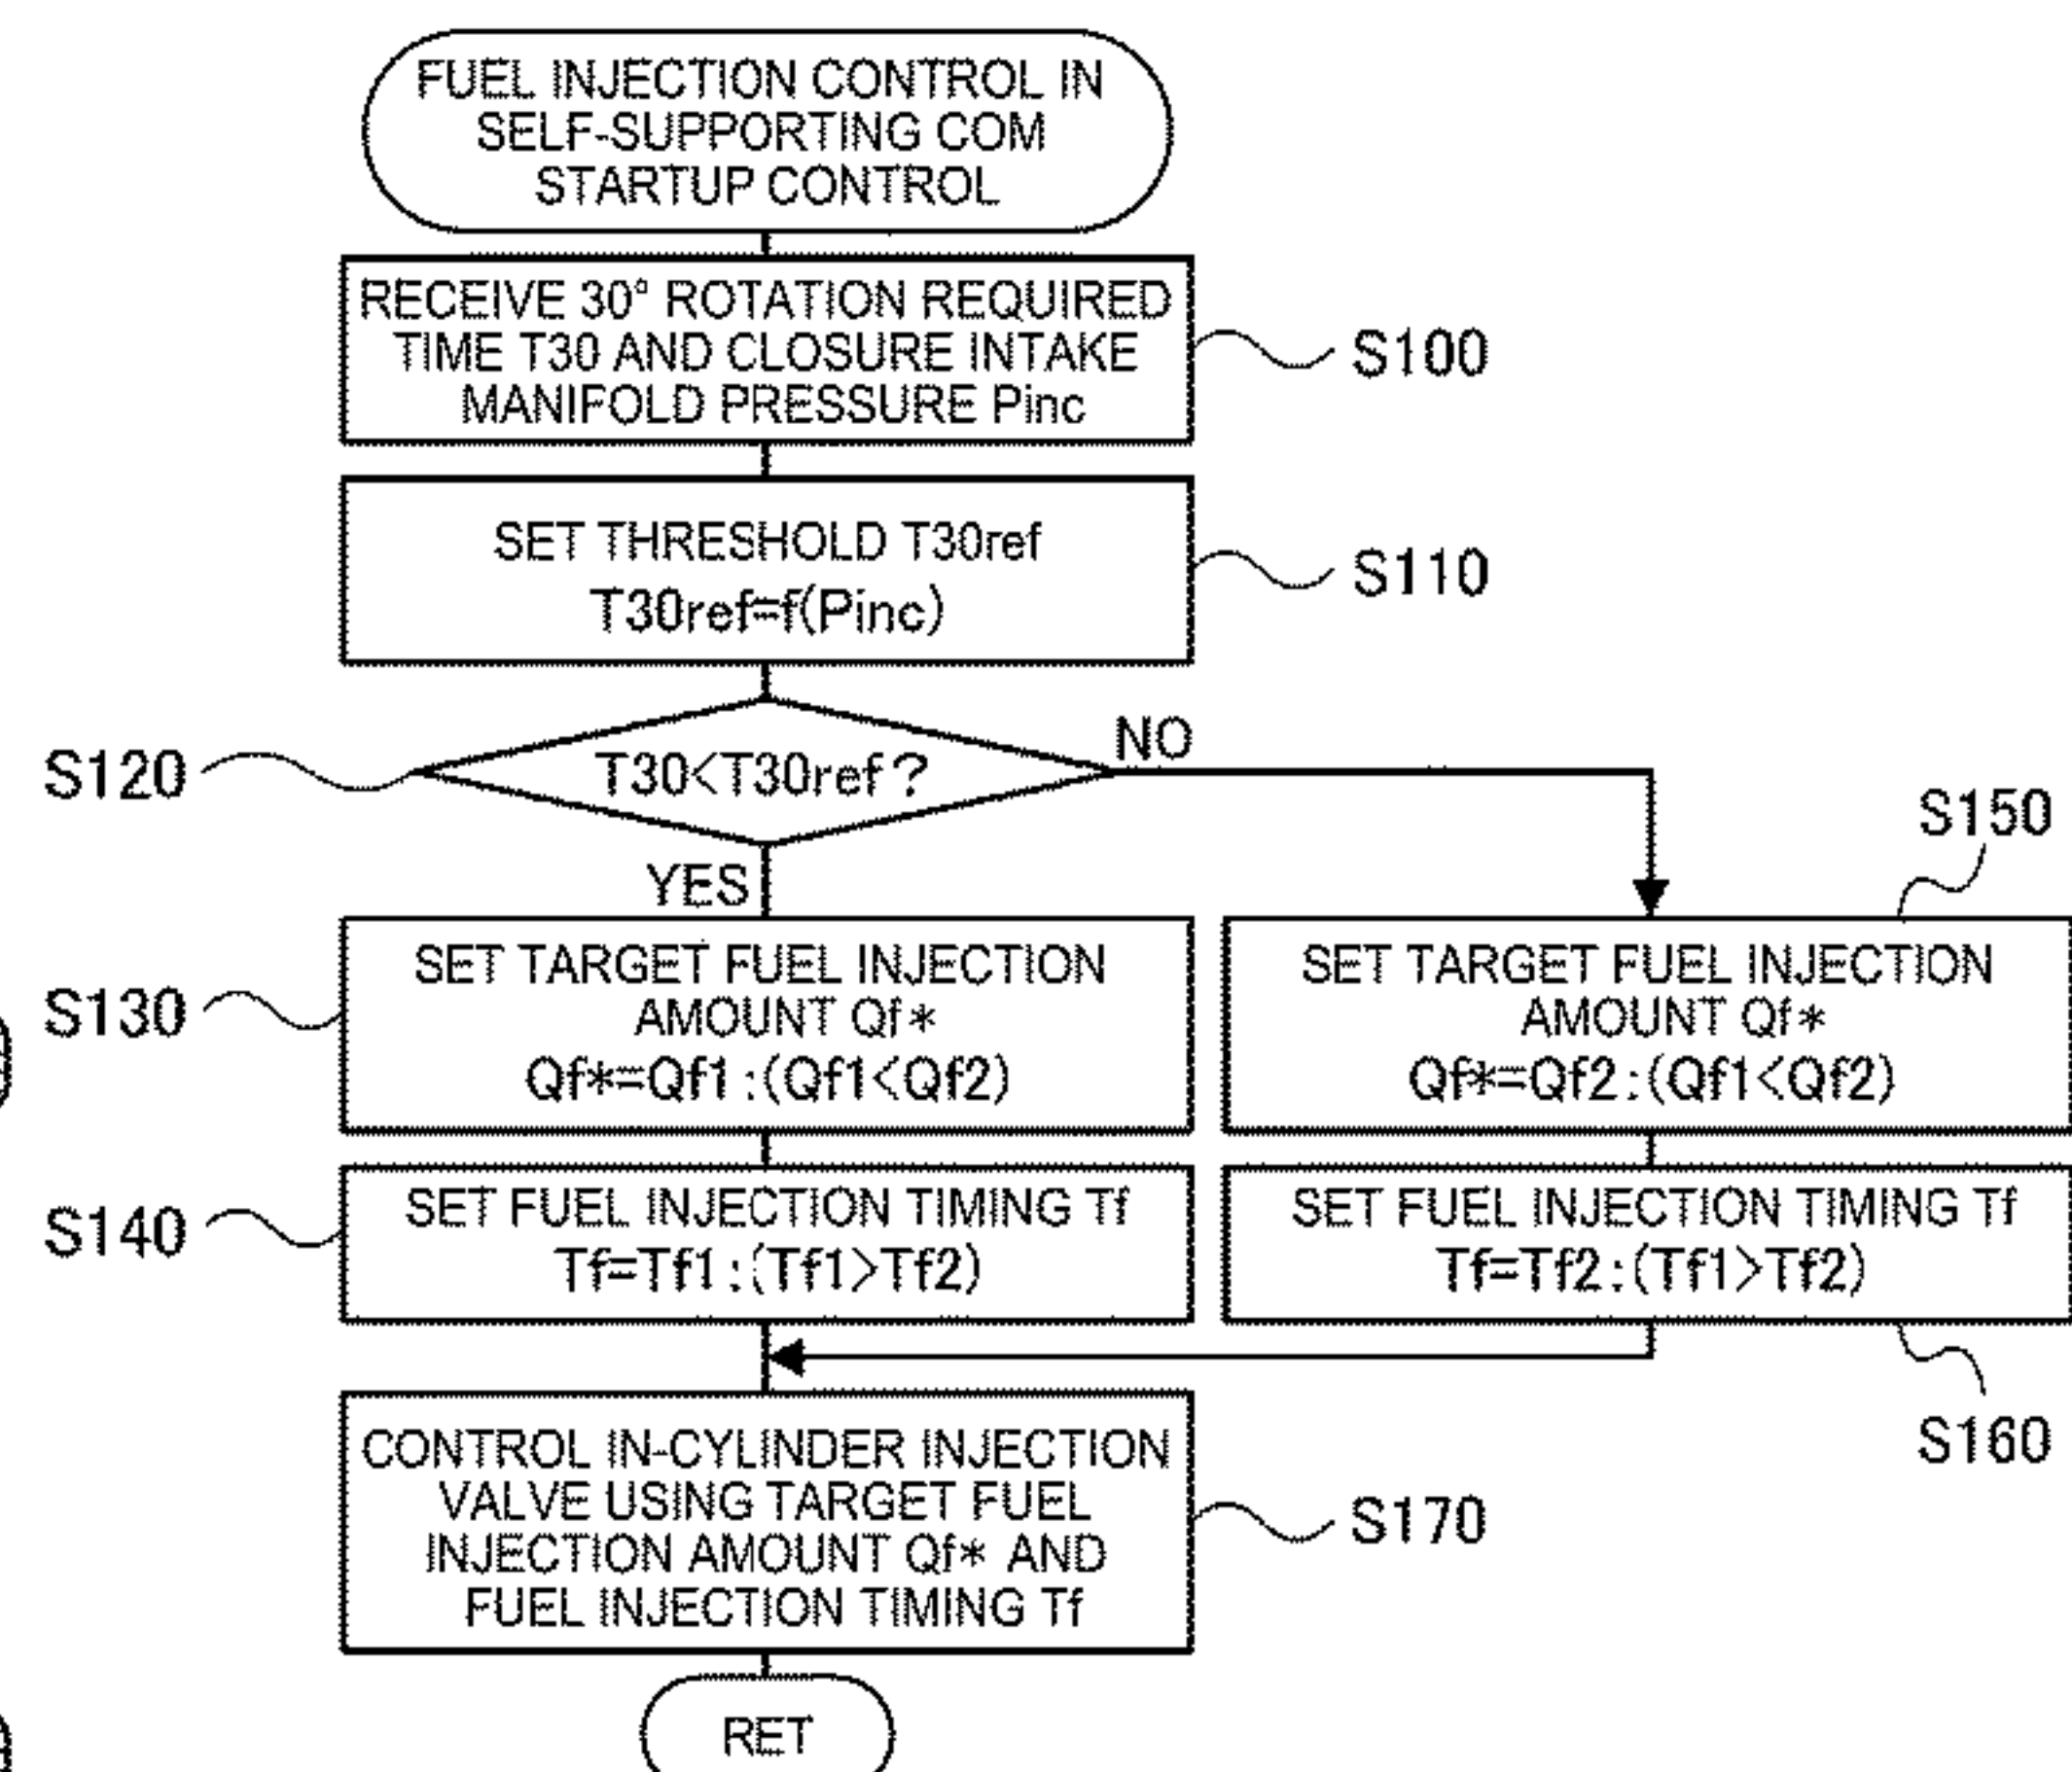 FUEL INJECTION CONTROL IN
SELF-SUPPORTING COM
STARTUP CONTROL
RECEIVE 30° ROTATION REQUIRED
TIME T30 AND CLOSURE INTAKE
MANIFOLD PRESSURE Pinc
S100
SET THRESHOLD T30ref
T30ref=f(Pinc)
S110
S120
T30<T30ref?
NO
YES
S150
S130
SET TARGET FUEL INJECTION
AMOUNT Qf*
Qf*=Qf1:(Qf1<Qf2)
SET TARGET FUEL INJECTION
AMOUNT Qf*
Qf*=Qf2:(Qf1<Qf2)
S140
SET FUEL INJECTION TIMING Tf
Tf=Tf1:(Tf1>Tf2)
SET FUEL INJECTION TIMING Tf
Tf=Tf2:(Tf1>Tf2)
S160
CONTROL IN-CYLINDER INJECTION
VALVE USING TARGET FUEL
INJECTION AMOUNT Qf* AND
FUEL INJECTION TIMING Tf
S170
RET